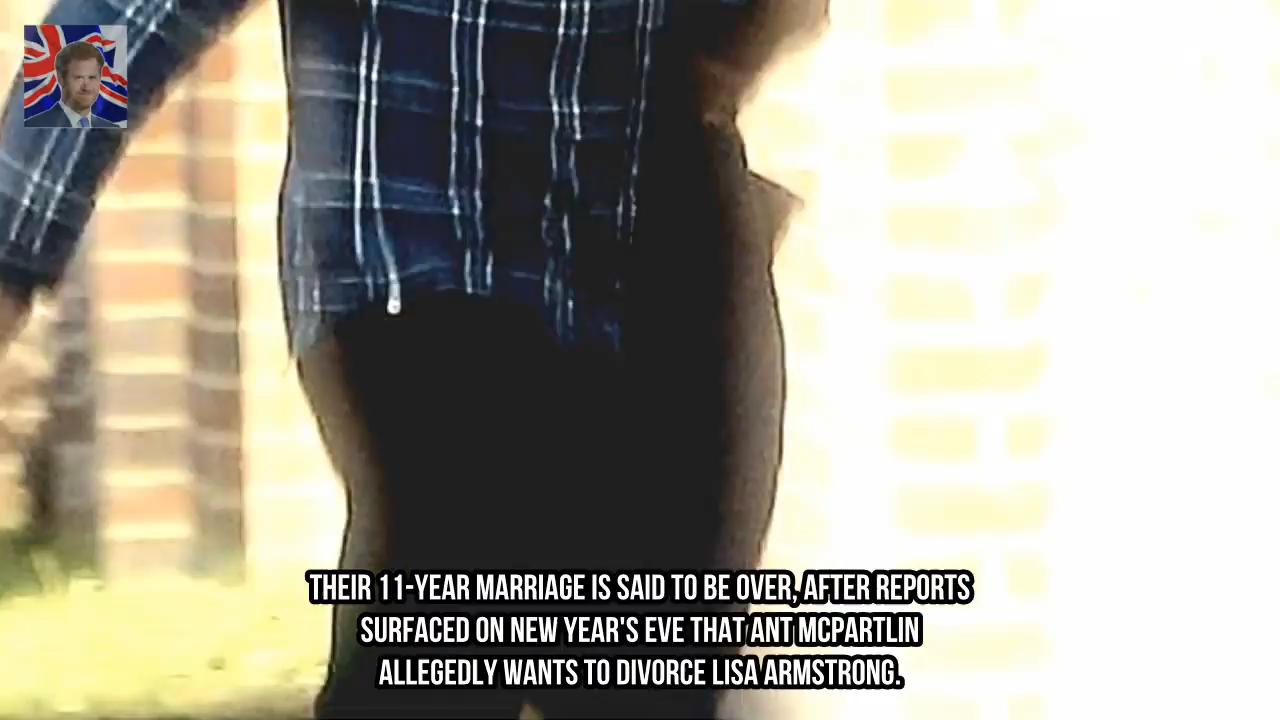 THEIR 11-YEAR MARRIAGE IS SAID TO BE OVER, AFTER REPORTS
SURFACED ON NEW YEAR'S EVE THAT ANT MCPARTLIN
ALLEGEDLY WANTS TO DIVORCE LISA ARMSTRONG.